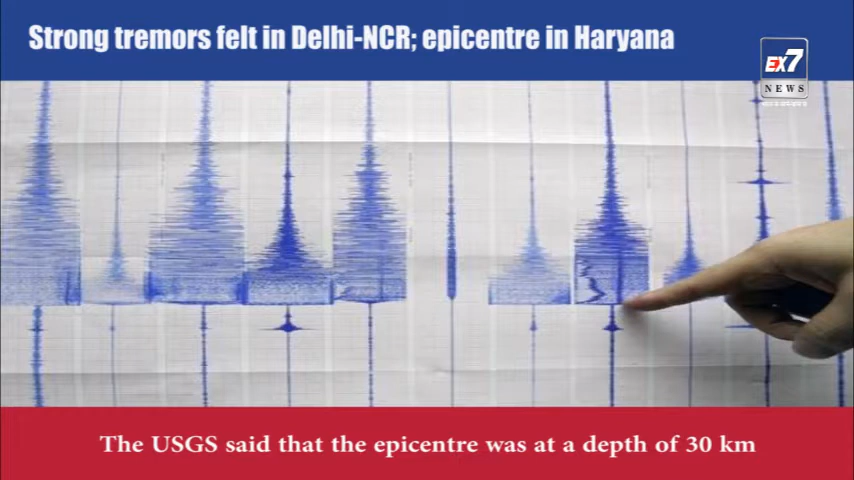 Strong tremors felt in Delhi-NCR; epicentre in Haryana
EX7
NEWS
The USGS said that the epicentre was at a depth of 30 km